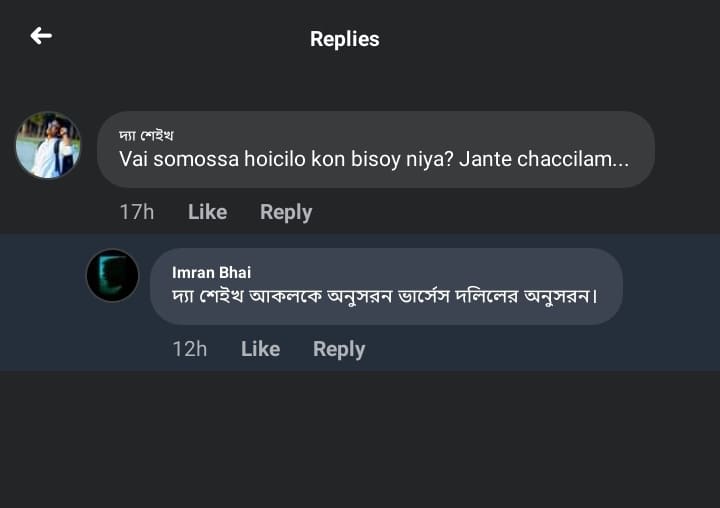 Replies
দ্যা শেইখ
Vai somossa hoicilo kon bisoy niya? Jante chaccilam...
17h Like Reply
Imran Bhai
দ্যা শেইখ আকলকে অনুসরন ভার্সেস দলিলের অনুসরন।
12h Like Reply